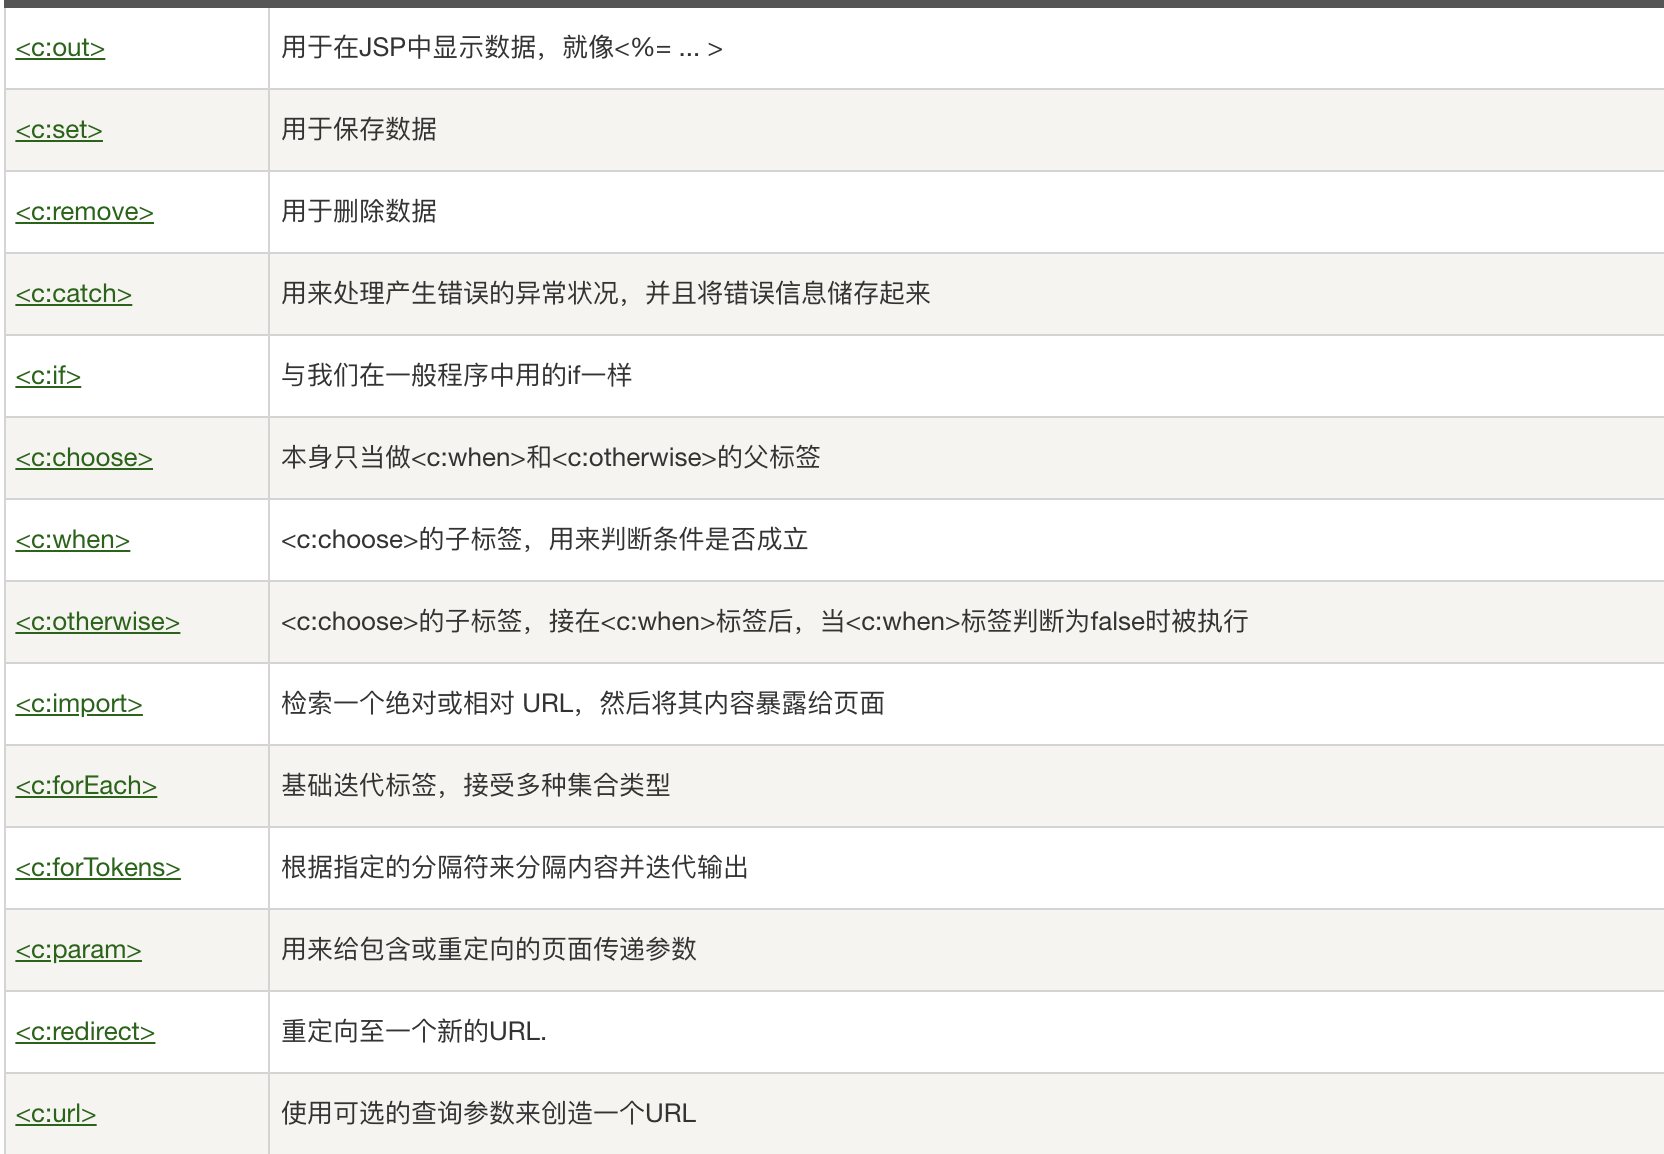 <c:out> 用于在JSP中显示数据，就像<%= ... >
<c:set> 用于保存数据
<c:remove> 用于删除数据
<c:catch> 用来处理产生错误的异常状况，并且将错误信息储存起来
<c:if> 与我们在一般程序中用的if一样
<c:choose> 本身只当做<c:when>和<c:otherwise>的父标签
<c:when> <c:choose>的子标签，用来判断条件是否成立
<c:otherwise> <c:choose>的子标签，接在<c:when>标签后，当<c:when>标签判断为false时被执行
<c:import> 检索一个绝对或相对 URL，然后将其内容暴露给页面
<c:forEach> 基础迭代标签，接受多种集合类型
<c:forTokens> 根据指定的分隔符来分隔内容并迭代输出
<c:param> 用来给包含或重定向的页面传递参数
<c:redirect> 重定向至一个新的URL.
<c:url> 使用可选的查询参数来创造一个URL